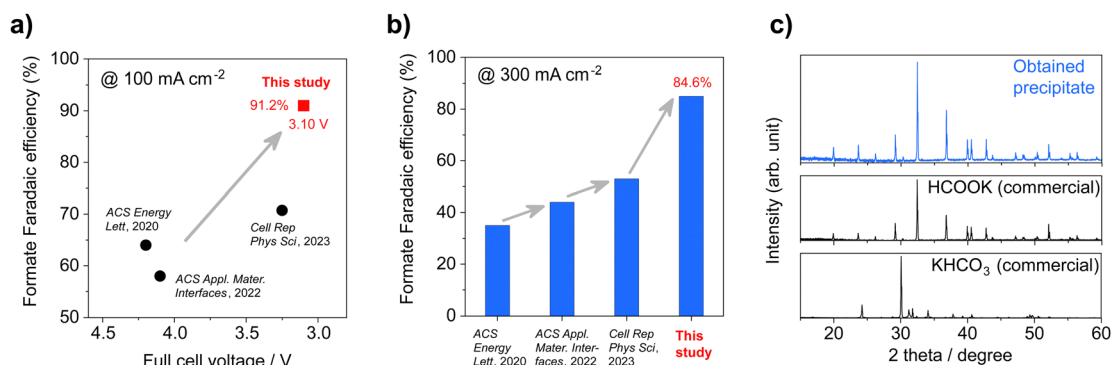 a)
Formate Faradaic efficiency (%)
100
90
80
70
60
50
@ 100 mA cm-2
This study
91.2%
3.10 V
ACS Energy
Lett, 2020
Cell Rep
Phys Sci, 2023
ACS Appl. Mater.
Interfaces, 2022
4.5
4.0
3.5
3.0
Full cell voltage / V
b)
Formate Faradaic efficiency (%)
100
80
60
40
20
0
@ 300 mA cm-2
84.6%
ACS
Energy
Lett, 2020
ACS Appl.
Mater. Inter-
faces, 2022
Cell Rep
Phys Sci,
2023
This
study
c)
Intensity (arb. unit)
Obtained
precipitate
HCOOK (commercial)
KHCO3 (commercial)
20
30
40
50
60
2 theta / degree